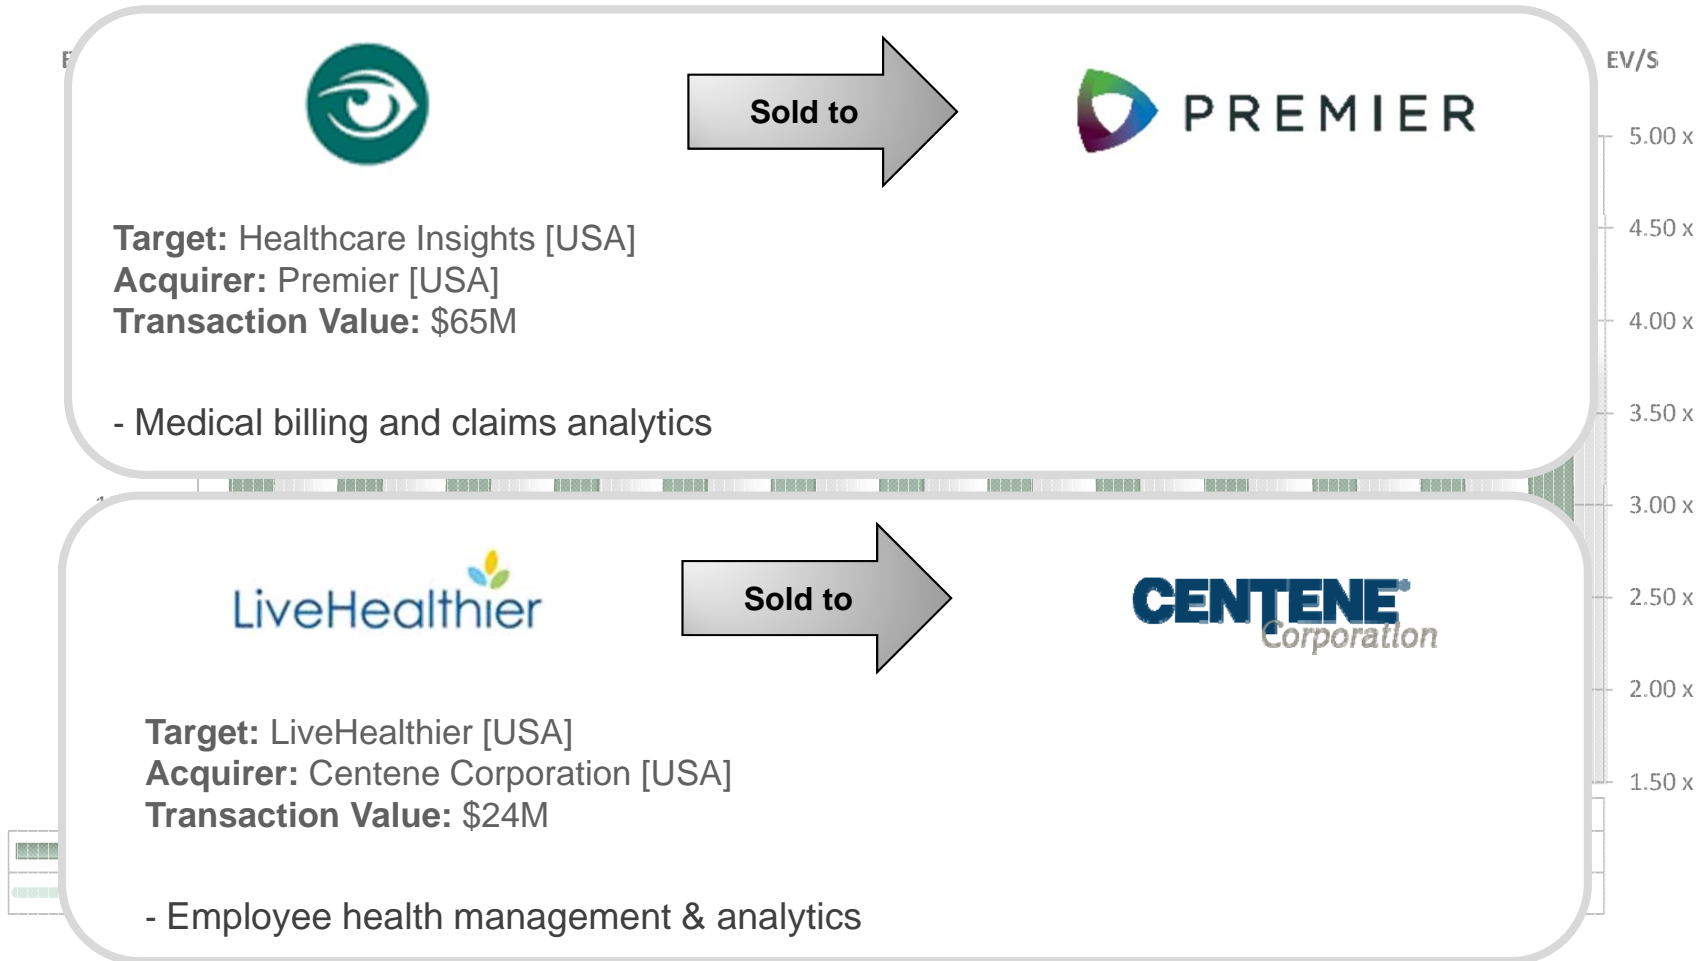 EV/S
Sold to
PREMIER
5.00 x
Target: Healthcare Insights [USA]
4.50 x
Acquirer: Premier [USA]
Transaction Value: $65M
4.00 x
3.50 x
- Medical billing and claims analytics
3.00 x
LiveHealthier
Sold to
CENTENE®
Corporation
2.50 x
2.00 x
Target: LiveHealthier [USA]
Acquirer: Centene Corporation [USA]
1.50 x
Transaction Value: $24M
- Employee health management & analytics